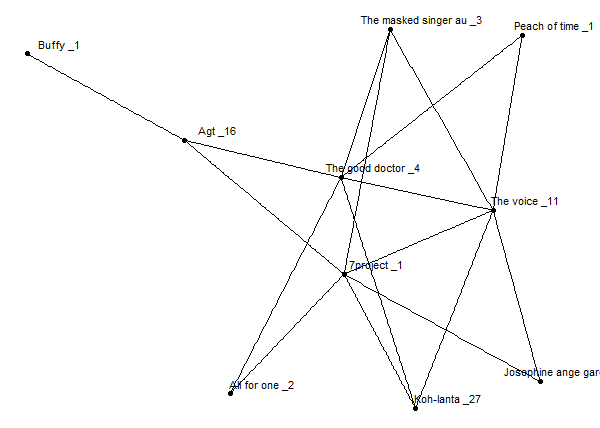 The masked singer au _3
Peach of time _1
Buffy _1
Agt _16
The good doctor _4
The voice _11
7project _1
Josephine ange gar
All for one _2
Koh-lanta _27